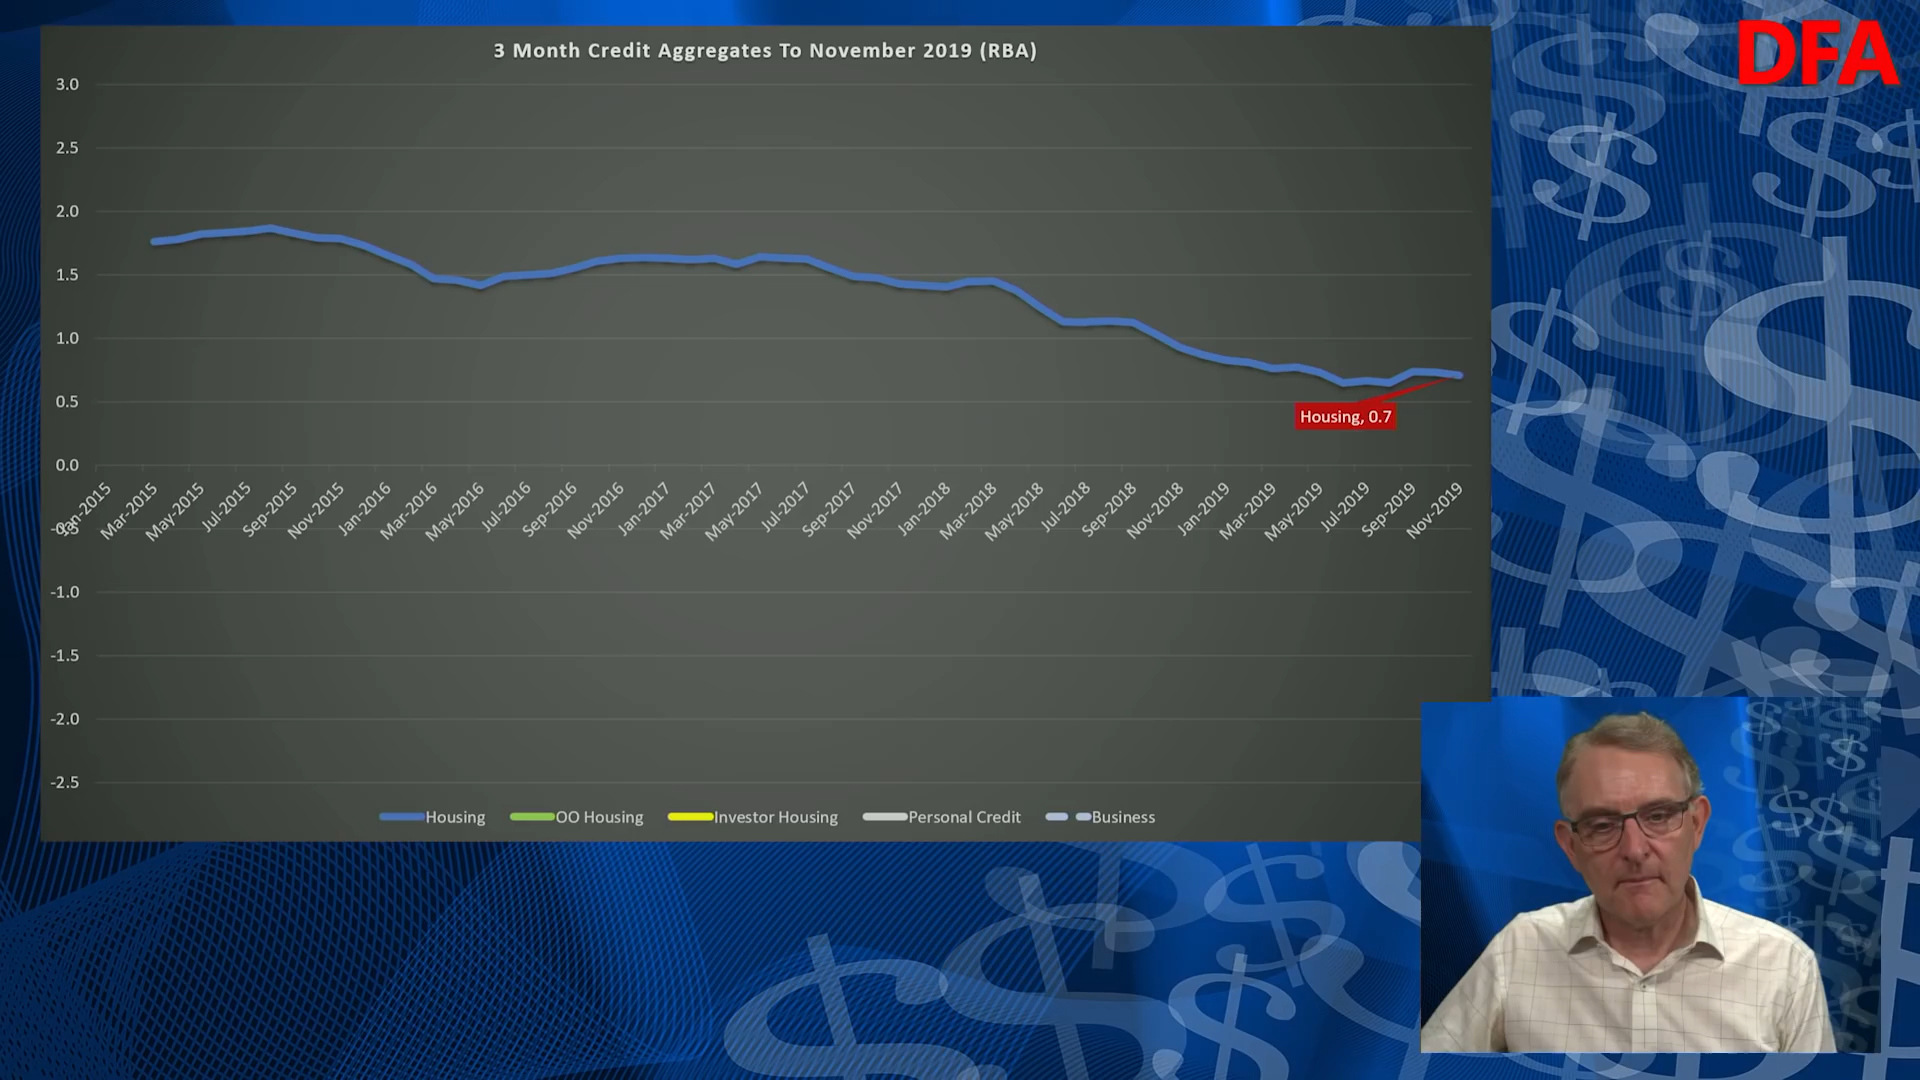 DFA
3 Month Credit Aggregates To November 2019 (RBA)
3.0
2.5
2.0
1.5
1.0
0.5
0.0
-0.5
-1.0
-1.5
-2.0
-2.5
Housing, 0.7
Jan-2015
Mar-2015
May-2015
Jul-2015
Sep-2015
Nov-2015
Jan-2016
Mar-2016
May-2016
Jul-2016
Sep-2016
Nov-2016
Jan-2017
Mar-2017
May-2017
Jul-2017
Sep-2017
Nov-2017
Jan-2018
Mar-2018
May-2018
Jul-2018
Sep-2018
Nov-2018
Jan-2019
Mar-2019
May-2019
Jul-2019
Sep-2019
Nov-2019
Housing OO Housing Investor Housing Personal Credit Business